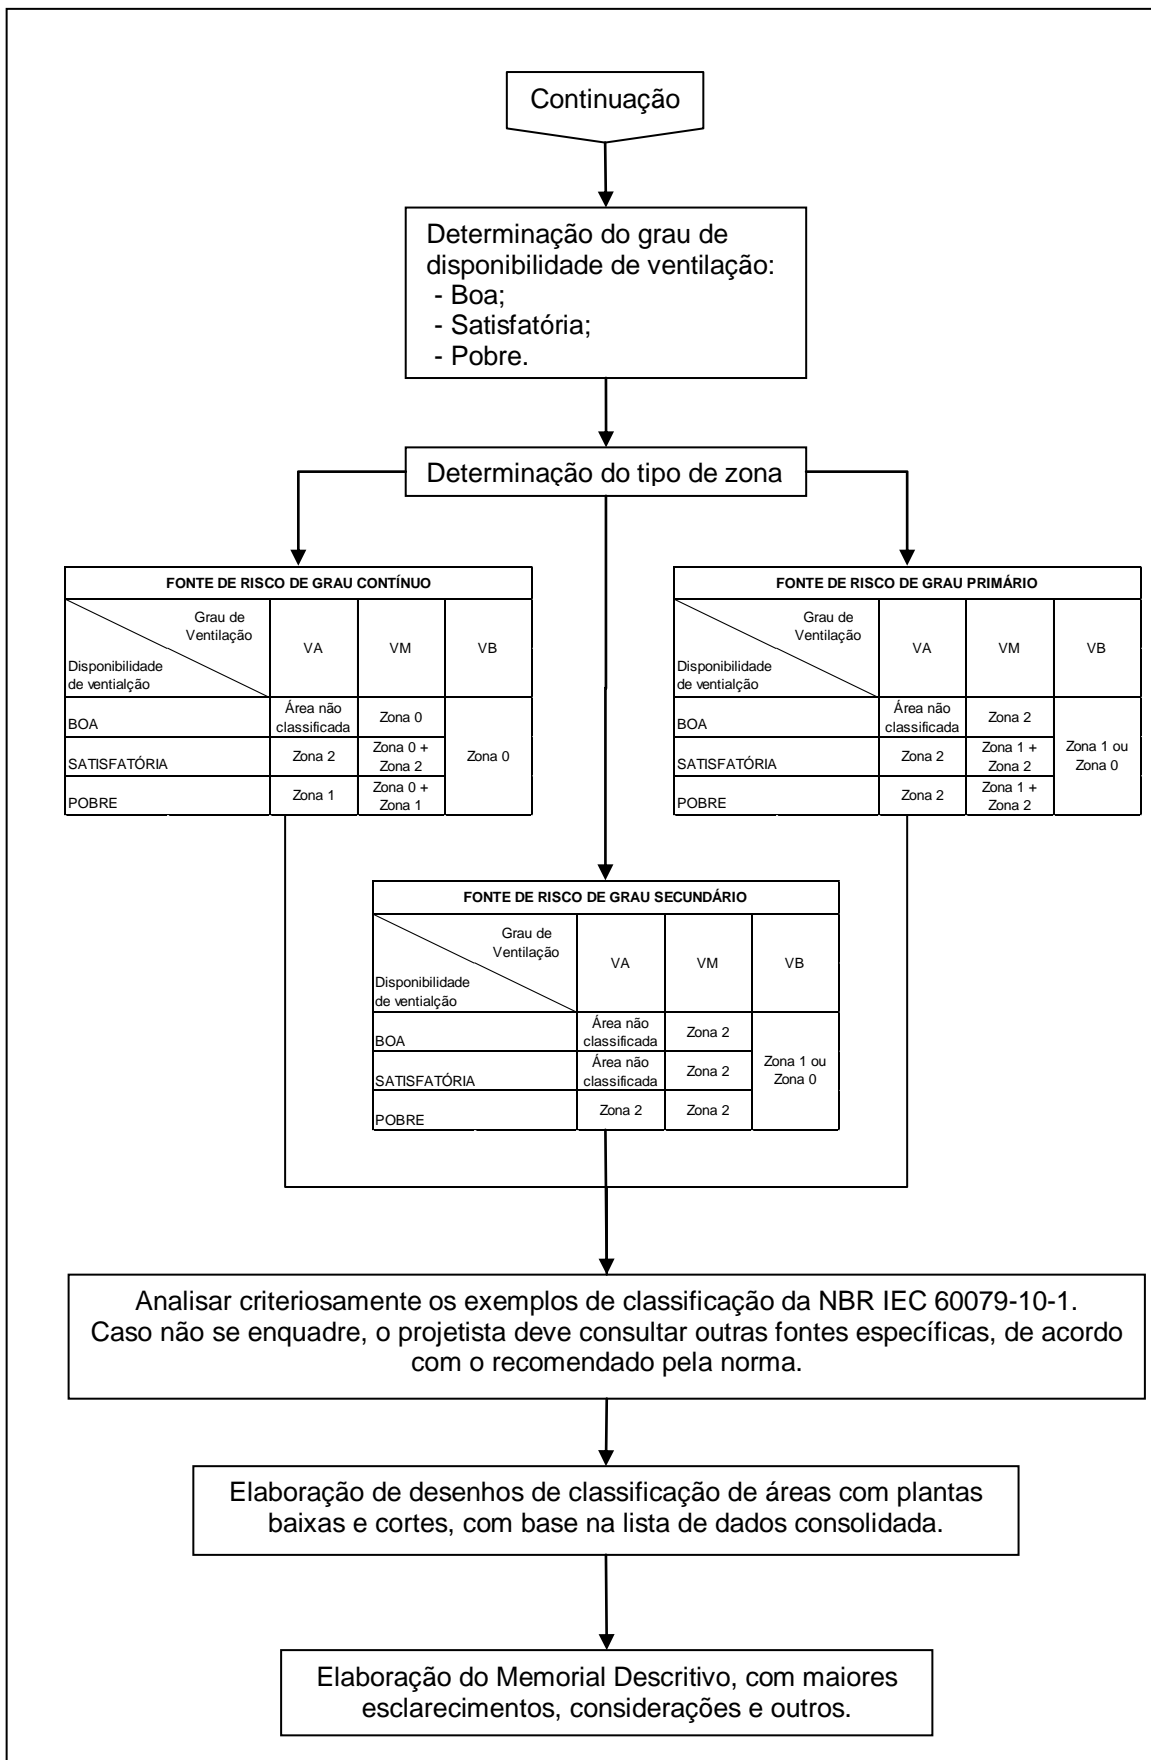 Continuação
Determinação do grau de
disponibilidade de ventilação:
- Boa;
- Satisfatória;
- Pobre.
Determinação do tipo de zona
FONTE DE RISCO DE GRAU CONTÍNUO
Grau de
Ventilação
VA
VM
VB
Disponibilidade
de ventialção
BOA
Área não
classificada
Zona 0
SATISFATÓRIA
Zona 2
Zona 0 +
Zona 2
Zona 0
POBRE
Zona 1
Zona 0 +
Zona 1
FONTE DE RISCO DE GRAU PRIMÁRIO
Grau de
Ventilação
VA
VM
VB
Disponibilidade
de ventialção
BOA
Área não
classificada
Zona 2
SATISFATÓRIA
Zona 2
Zona 1 +
Zona 2
Zona 1 ou
Zona 0
POBRE
Zona 2
Zona 1 +
Zona 2
FONTE DE RISCO DE GRAU SECUNDÁRIO
Grau de
Ventilação
VA
VM
VB
Disponibilidade
de ventialção
BOA
Área não
classificada
Zona 2
SATISFATÓRIA
Área não
classificada
Zona 2
Zona 1 ou
Zona 0
POBRE
Zona 2
Zona 2
Analisar criteriosamente os exemplos de classificação da NBR IEC 60079-10-1.
Caso não se enquadre, o projetista deve consultar outras fontes específicas, de acordo
com o recomendado pela norma.
Elaboração de desenhos de classificação de áreas com plantas
baixas e cortes, com base na lista de dados consolidada.
Elaboração do Memorial Descritivo, com maiores
esclarecimentos, considerações e outros.